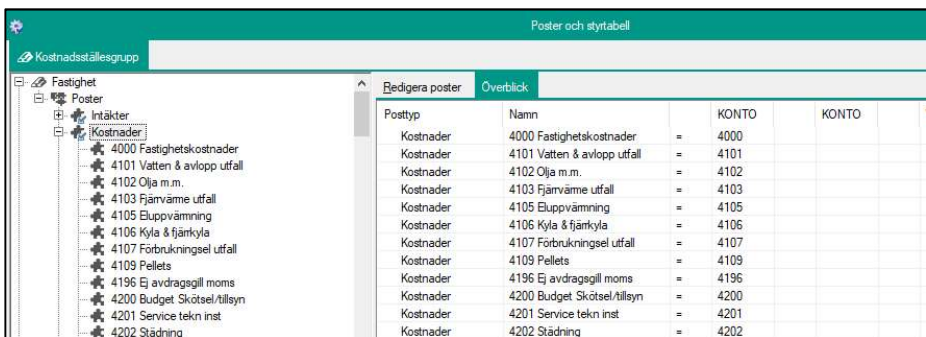 Poster och styrtabell
Kostnadsställesgrupp
Fastighet
Poster
Intäkter
Kostnader
4000 Fastighetskostnader
4101 Vatten & avlopp utfall
4102 Olja m.m.
4103 Fjärrvärme utfall
4105 Eluppvärmning
4106 Kyla & fjärrkyla
4107 Förbrukningsel utfall
4109 Pellets
4196 Ej avdragsgill moms
4200 Budget Skötsel/tillsyn
4201 Service tekn inst
4202 Städning
Redigera poster Överblick
Posttyp Namn KONTO KONTO
Kostnader 4000 Fastighetskostnader = 4000
Kostnader 4101 Vatten & avlopp utfall = 4101
Kostnader 4102 Olja m.m. = 4102
Kostnader 4103 Fjärrvärme utfall = 4103
Kostnader 4105 Eluppvärmning = 4105
Kostnader 4106 Kyla & fjärrkyla = 4106
Kostnader 4107 Förbrukningsel utfall = 4107
Kostnader 4109 Pellets = 4109
Kostnader 4196 Ej avdragsgill moms = 4196
Kostnader 4200 Budget Skötsel/tillsyn = 4200
Kostnader 4201 Service tekn inst = 4201
Kostnader 4202 Städning = 4202